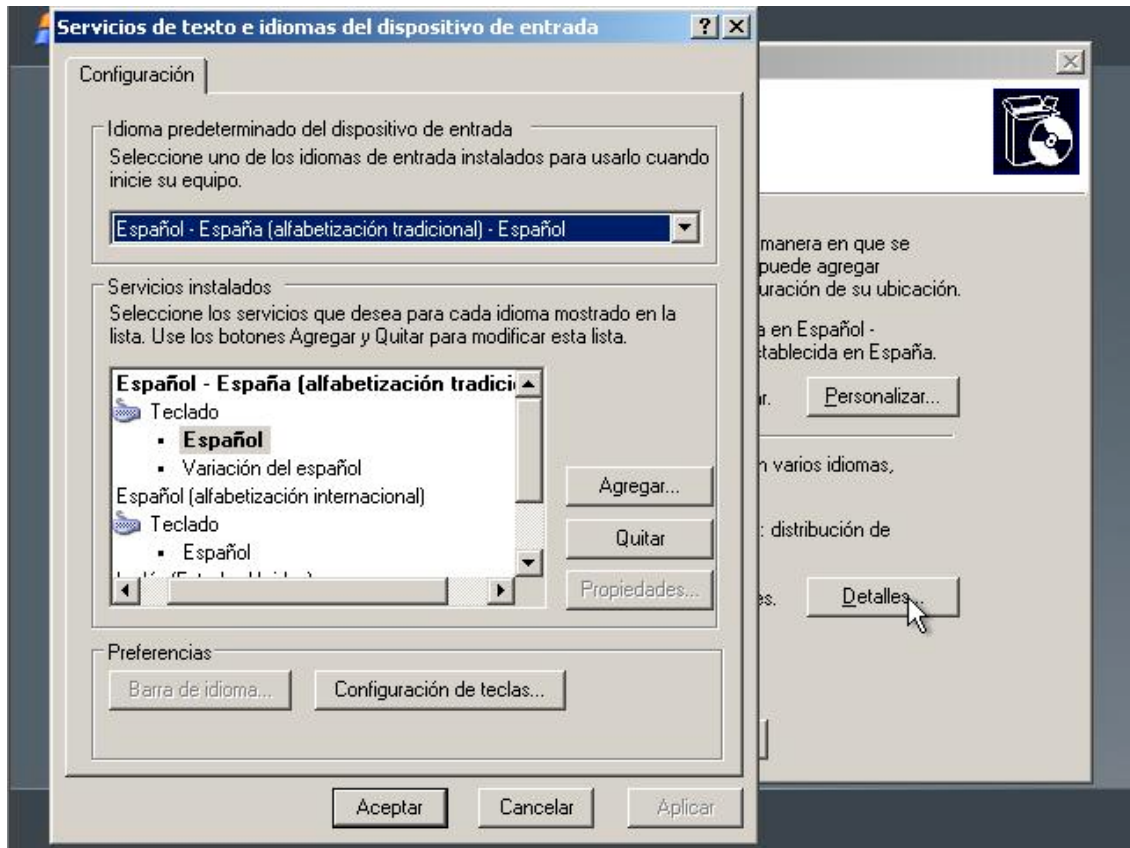 Servicios de texto e idiomas del dispositivo de entrada
Configuración
Idioma predeterminado del dispositivo de entrada
Seleccione uno de los idiomas de entrada instalados para usarlo cuando
inicie su equipo.
Español - España (alfabetización tradicional) - Español
Servicios instalados
Seleccione los servicios que desea para cada idioma mostrado en la
lista. Use los botones Agregar y Quitar para modificar esta lista.
Español - España (alfabetización tradici
Teclado
Español
Variación del español
Español (alfabetización internacional)
Teclado
Español
Agregar...
Quitar
Propiedades...
Preferencias
Barra de idioma...
Configuración de teclas...
Aceptar
Cancelar
Aplicar
manera en que se
puede agregar
uración de su ubicación.
a en Español -
stablecida en España.
ar.
Personalizar...
n varios idiomas,
: distribución de
es.
Detalles...